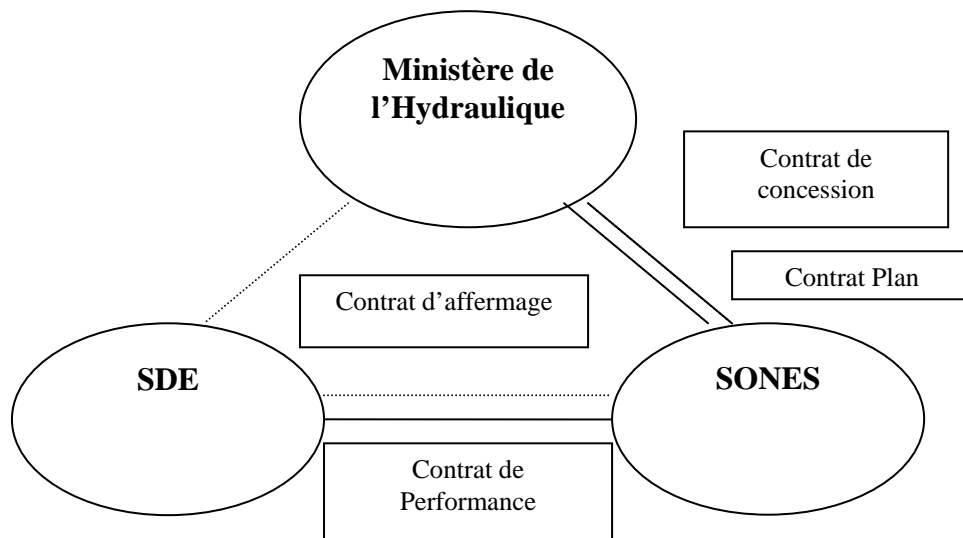 Ministère de
l’Hydraulique
Contrat de
concession
Contrat Plan
Contrat d’affermage
SDE
SONES
Contrat de
Performance